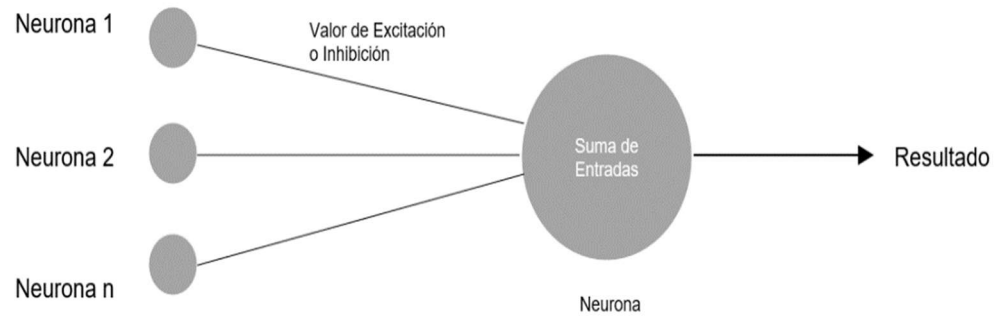 Neurona 1
Valor de Excitación
o Inhibición
Neurona 2
Suma de
Entradas
Resultado
Neurona n
Neurona